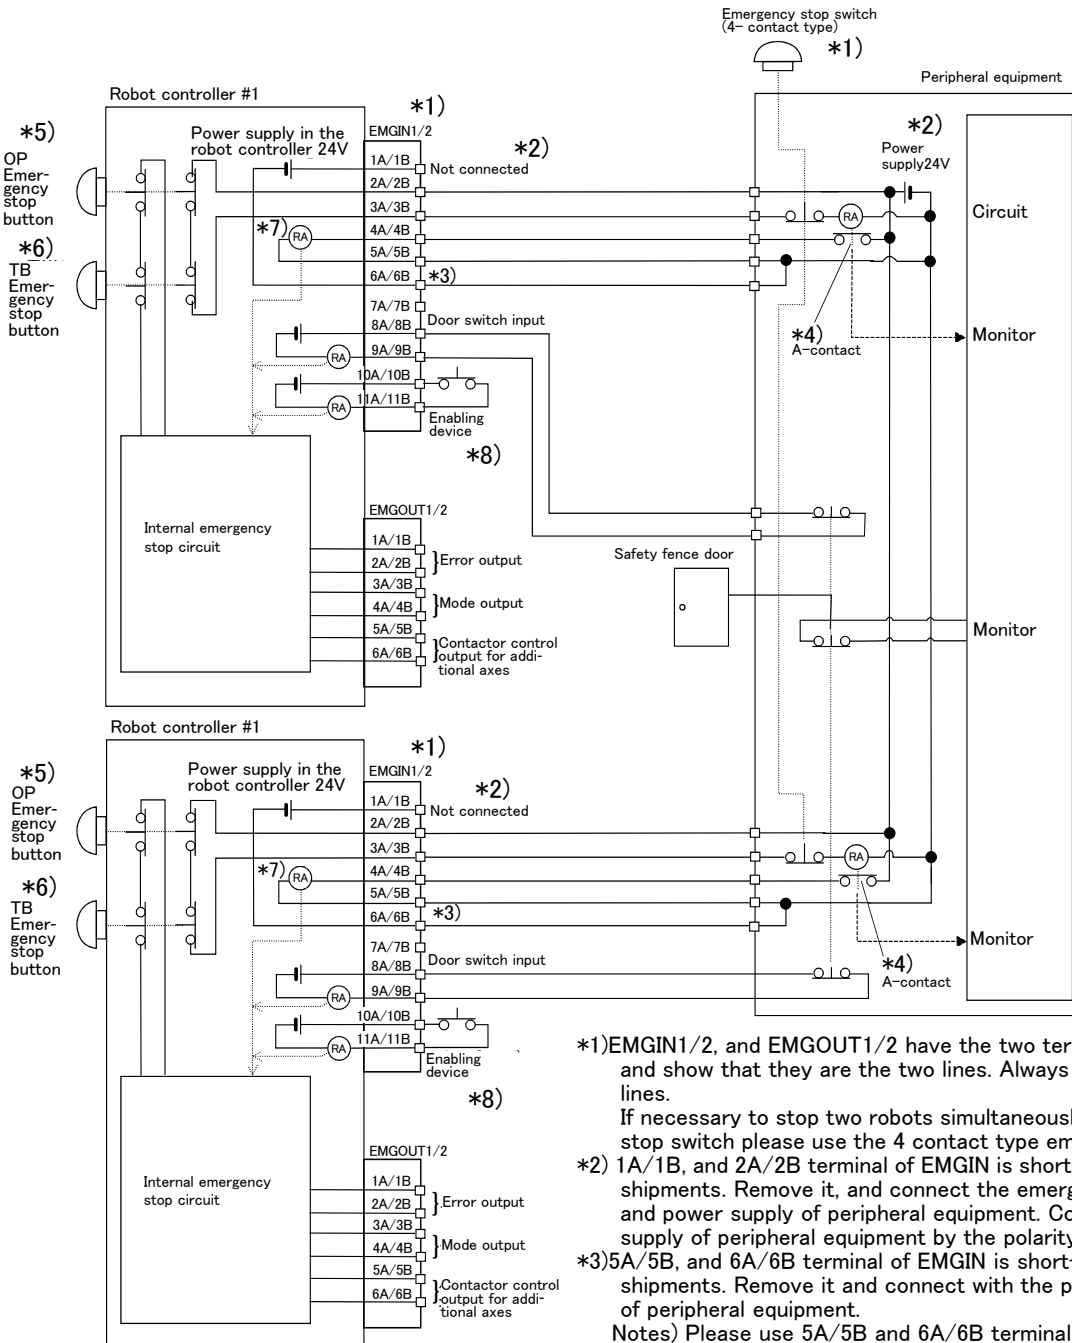 Emergency stop switch
(4- contact type)
*1)
Peripheral equipment
Robot controller #1
*1)
EMGIN1/2
*5)
OP
Emer-
gency
stop
button
Power supply in the
robot controller 24V
*2)
Not connected
*2)
Power
supply24V
1A/1B
2A/2B
3A/3B
4A/4B
5A/5B
6A/6B
7A/7B
8A/8B
9A/9B
10A/10B
11A/11B
Circuit
RA
*7)
RA
*6)
TB
Emer-
gency
stop
button
*3)
Door switch input
*4)
A-contact
Monitor
RA
RA
Enabling
device
*8)
Internal emergency
stop circuit
EMGOUT1/2
1A/1B
2A/2B
3A/3B
4A/4B
5A/5B
6A/6B
Error output
Mode output
Contactor control
output for addi-
tional axes
Safety fence door
Monitor
Robot controller #1
*1)
EMGIN1/2
*5)
OP
Emer-
gency
stop
button
Power supply in the
robot controller 24V
*2)
Not connected
1A/1B
2A/2B
3A/3B
4A/4B
5A/5B
6A/6B
7A/7B
8A/8B
9A/9B
10A/10B
11A/11B
RA
*7)
RA
*6)
TB
Emer-
gency
stop
button
*3)
Door switch input
*4)
A-contact
Monitor
RA
RA
Enabling
device
*8)
Internal emergency
stop circuit
EMGOUT1/2
1A/1B
2A/2B
3A/3B
4A/4B
5A/5B
6A/6B
Error output
Mode output
Contactor control
output for addi-
tional axes
*1)EMGIN1/2, and EMGOUT1/2 have the two
and show that they are the two lines. Always
lines.
If necessary to stop two robots
stop switch please use the 4 contact type
*2) 1A/1B, and 2A/2B terminal of EMGIN is
shipments. Remove it, and connect the
and power supply of peripheral equipment.
supply of peripheral equipment by the polarity
*3)5A/5B, and 6A/6B terminal of EMGIN is
shipments. Remove it and connect with the
of peripheral equipment.
Notes) Please use 5A/5B and 6A/6B terminal